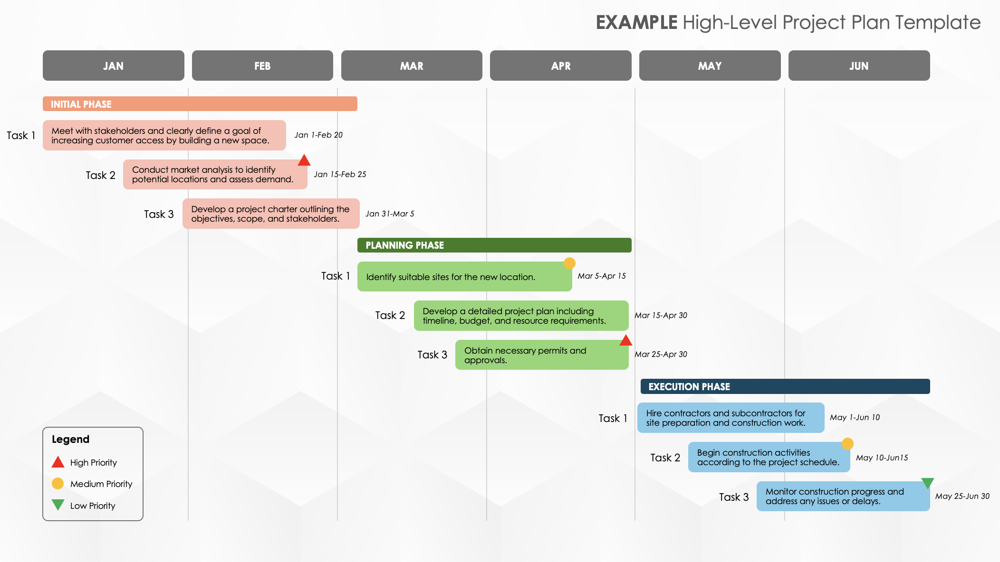 EXAMPLE High-Level Project Plan Template
JAN
FEB
MAR
APR
MAY
JUN
INITIAL PHASE
Task 1
Meet with stakeholders and clearly define a goal of
increasing customer access by building a new space.
Jan 1-Feb 20
Task 2
Conduct market analysis to identify
potential locations and assess demand.
Jan 15-Feb 25
Task 3
Develop a project charter outlining the
objectives, scope, and stakeholders.
Jan 31-Mar 5
PLANNING PHASE
Task 1
Identify suitable sites for the new location.
Mar 5-Apr 15
Task 2
Develop a detailed project plan including
timeline, budget, and resource requirements.
Mar 15-Apr 30
Task 3
Obtain necessary permits and
approvals.
Mar 25-Apr 30
EXECUTION PHASE
Task 1
Hire contractors and subcontractors for
site preparation and construction work.
May 1-Jun 10
Task 2
Begin construction activities
according to the project schedule.
May 10-Jun15
Task 3
Monitor construction progress and
address any issues or delays.
May 25-Jun 30
Legend
High Priority
Medium Priority
Low Priority